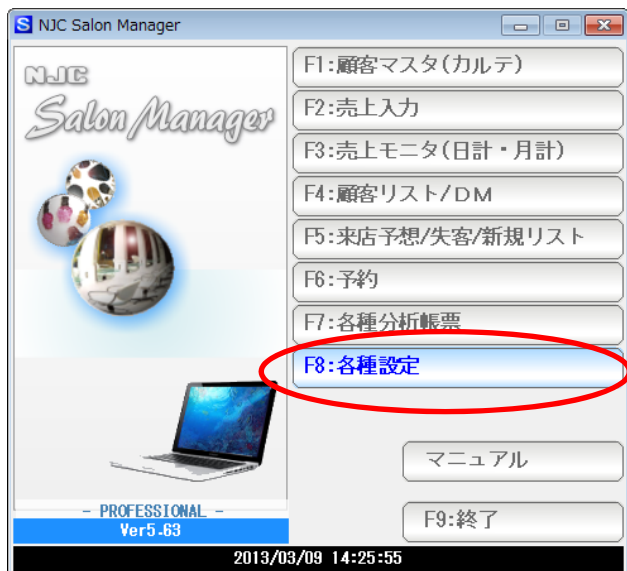 NJC Salon Manager
NJC
Salon Manager
F1:顧客マスタ(カルテ)
F2:売上入力
F3:売上モニタ(日計・月計)
F4:顧客リスト/DM
F5:来店予想/失客/新規リスト
F6:予約
F7:各種分析帳票
F8:各種設定
マニュアル
F9:終了
- PROFESSIONAL -
Ver5.63
2013/03/09 14:25:55